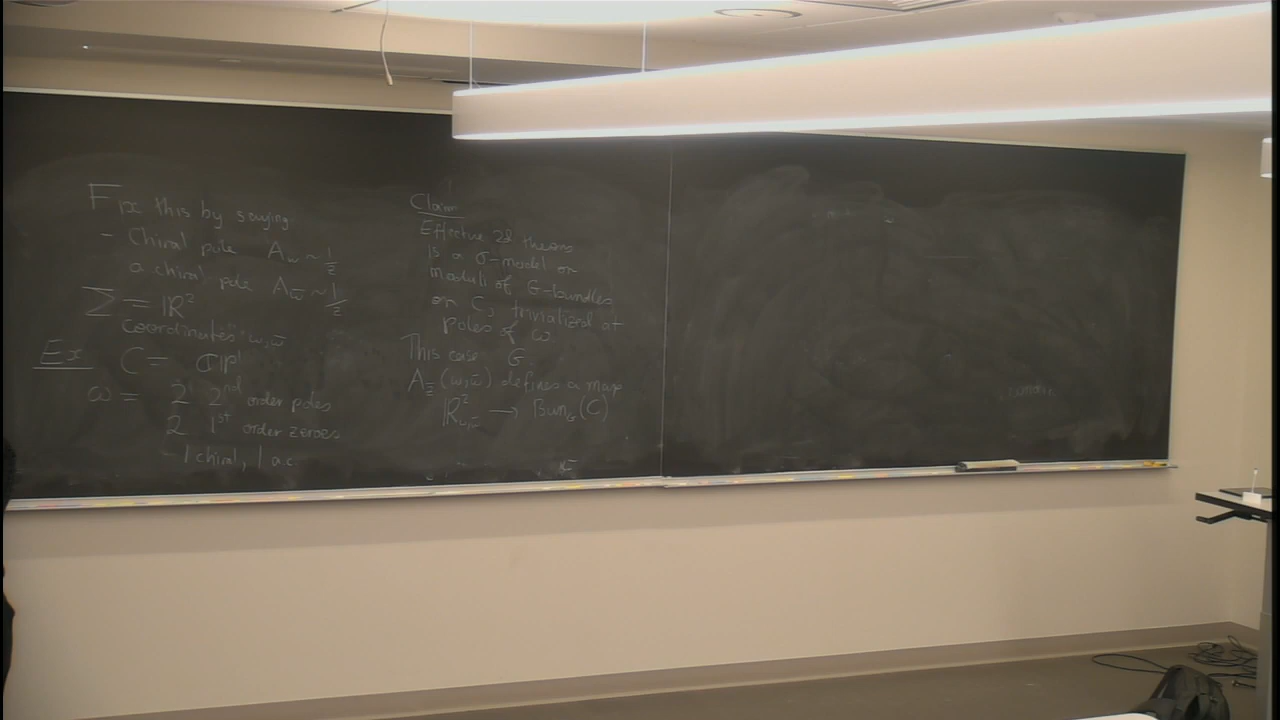 Fix this by saying
- Chiral pole A_w ~ 1/z
a chiral pole A_w̅ ~ 1/z
Σ = ℝ²
coordinates w, w̅
Ex C = ℂℙ¹
ω = 2 2nd order poles
2 1st order zeroes
- 1 chiral, 1 a.c.
Claim
Effective 2d theory
is a σ-model on
moduli of G-bundles
on C, trivialized at
poles of ω
This case G.
A_z̅ (w, w̅) defines a map
ℝ²_{w,w̅} → Bun_G(C)